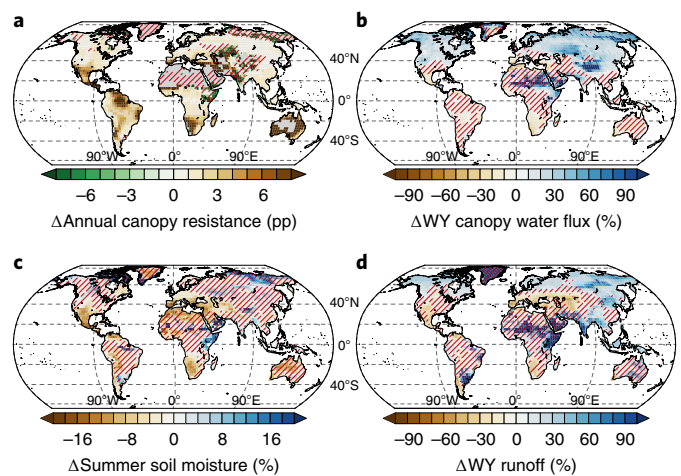 a
b
40°N
0°
40°S
90°W 0° 90°E
90°W 0° 90°E
−6 −3 0 3 6
−90 −60 −30 0 30 60 90
ΔAnnual canopy resistance (pp)
ΔWY canopy water flux (%)
c
d
40°N
0°
40°S
90°W 0° 90°E
90°W 0° 90°E
−16 −8 0 8 16
−90 −60 −30 0 30 60 90
ΔSummer soil moisture (%)
ΔWY runoff (%)